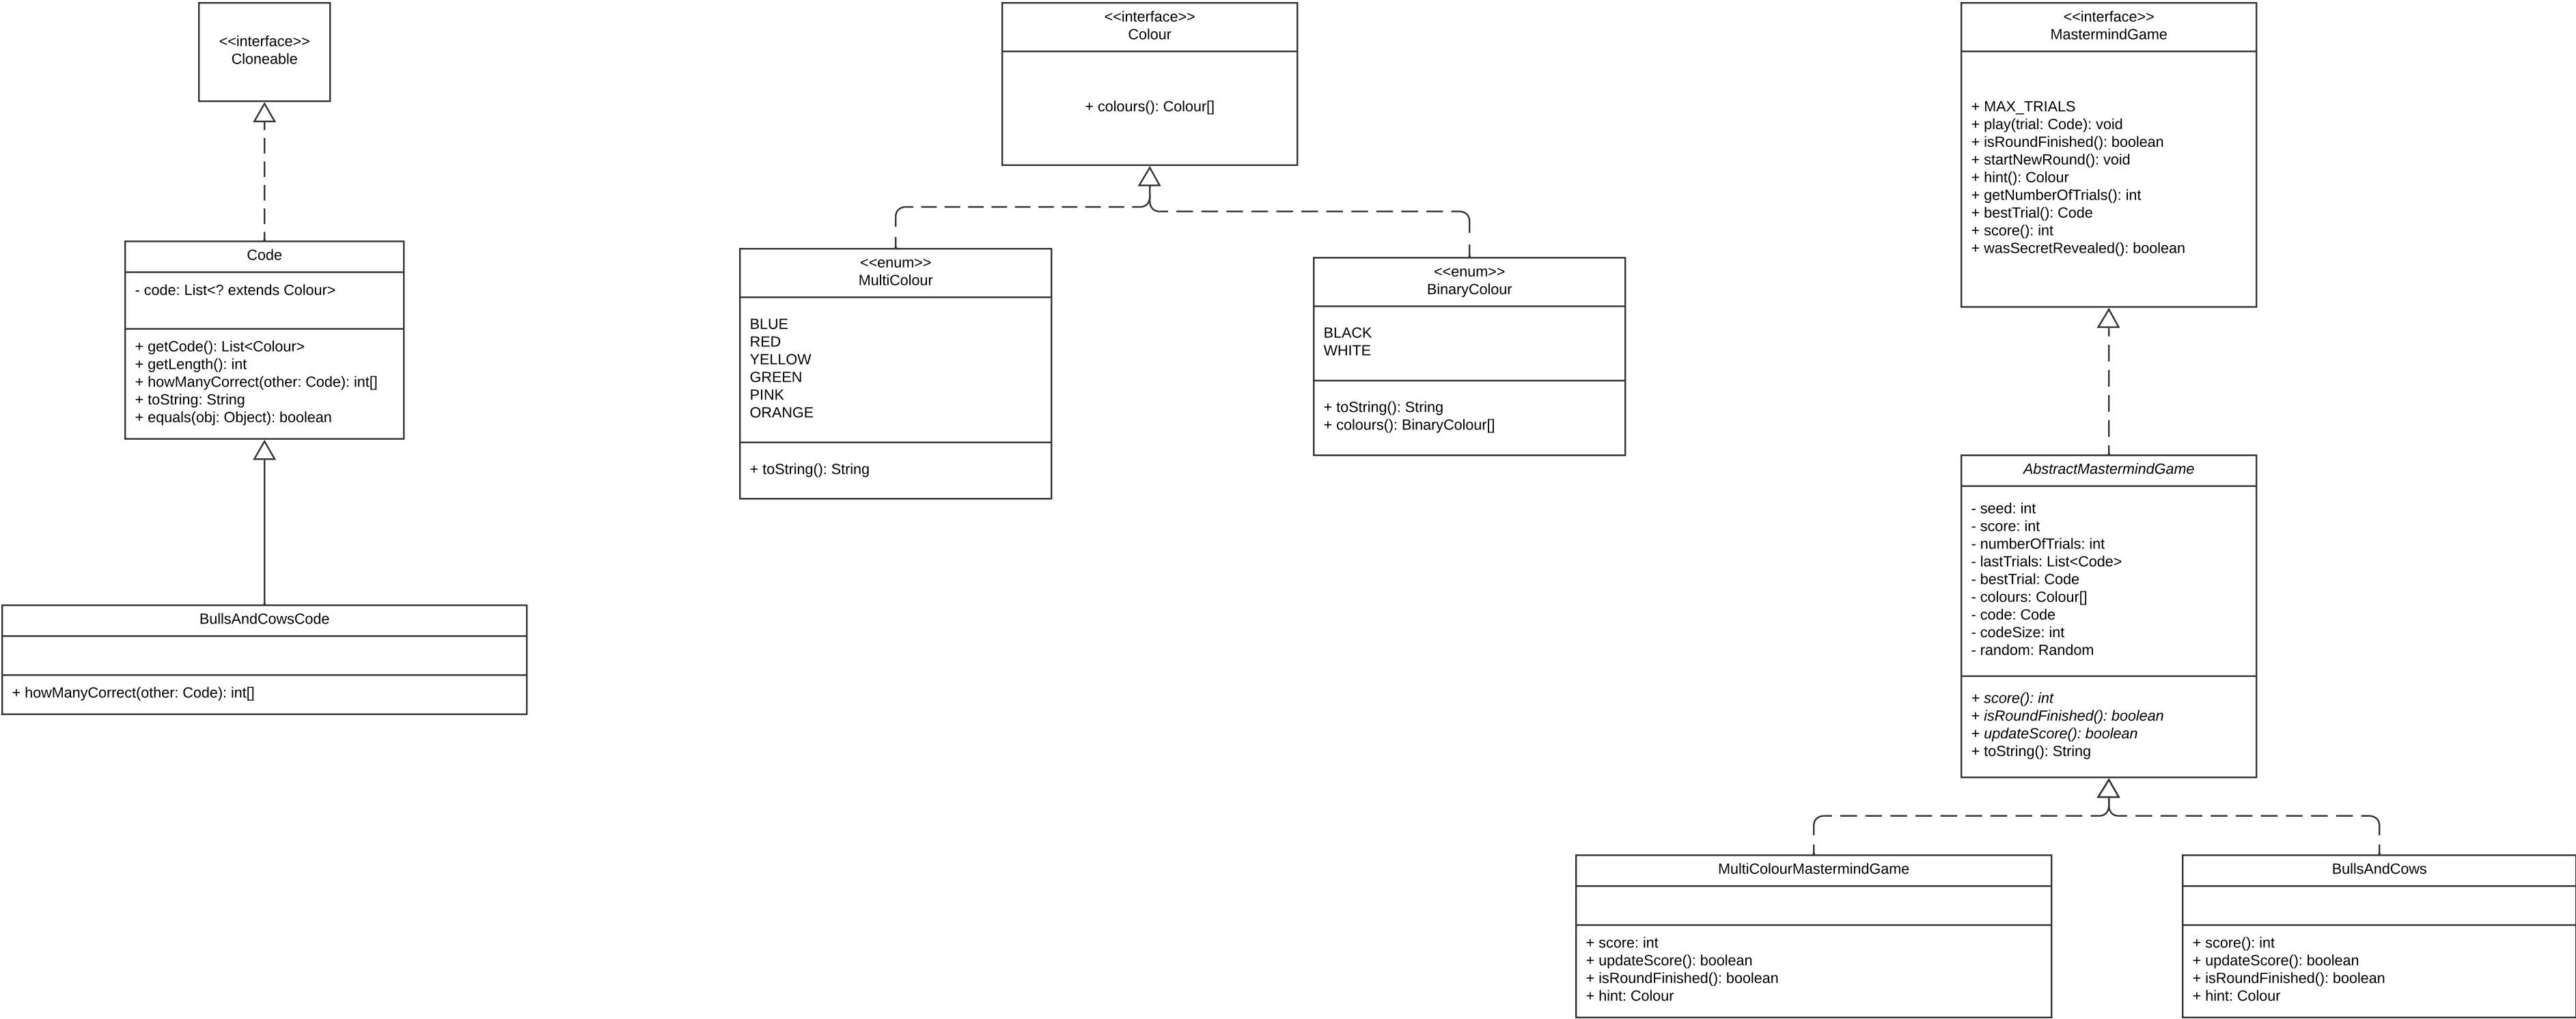 <<interface>>
Cloneable
Code
- code: List<? extends Colour>
+ getCode(): List<Colour>
+ getLength(): int
+ howManyCorrect(other: Code): int[]
+ toString: String
+ equals(obj: Object): boolean
BullsAndCowsCode
+ howManyCorrect(other: Code): int[]
<<interface>>
Colour
+ colours(): Colour[]
<<enum>>
MultiColour
BLUE
RED
YELLOW
GREEN
PINK
ORANGE
+ toString(): String
<<enum>>
BinaryColour
BLACK
WHITE
+ toString(): String
+ colours(): BinaryColour[]
<<interface>>
MastermindGame
+ MAX_TRIALS
+ play(trial: Code): void
+ isRoundFinished(): boolean
+ startNewRound(): void
+ hint(): Colour
+ getNumberOfTrials(): int
+ bestTrial(): Code
+ score(): int
+ wasSecretRevealed(): boolean
AbstractMastermindGame
- seed: int
- score: int
- numberOfTrials: int
- lastTrials: List<Code>
- bestTrial: Code
- colours: Colour[]
- code: Code
- codeSize: int
- random: Random
+ score(): int
+ isRoundFinished(): boolean
+ updateScore(): boolean
+ toString(): String
MultiColourMastermindGame
+ score: int
+ updateScore(): boolean
+ isRoundFinished(): boolean
+ hint: Colour
BullsAndCows
+ score(): int
+ updateScore(): boolean
+ isRoundFinished(): boolean
+ hint: Colour